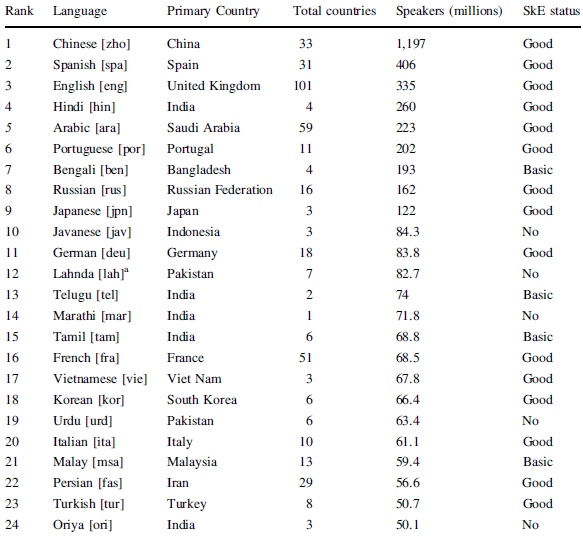 Rank Language Primary Country Total countries Speakers (millions) SkE status
1 Chinese [zho] China 33 1,197 Good
2 Spanish [spa] Spain 31 406 Good
3 English [eng] United Kingdom 101 335 Good
4 Hindi [hin] India 4 260 Good
5 Arabic [ara] Saudi Arabia 59 223 Good
6 Portuguese [por] Portugal 11 202 Good
7 Bengali [ben] Bangladesh 4 193 Basic
8 Russian [rus] Russian Federation 16 162 Good
9 Japanese [jpn] Japan 3 122 Good
10 Javanese [jav] Indonesia 3 84.3 No
11 German [deu] Germany 18 83.8 Good
12 Lahnda [lah]a Pakistan 7 82.7 No
13 Telugu [tel] India 2 74 Basic
14 Marathi [mar] India 1 71.8 No
15 Tamil [tam] India 6 68.8 Basic
16 French [fra] France 51 68.5 Good
17 Vietnamese [vie] Viet Nam 3 67.8 Good
18 Korean [kor] South Korea 6 66.4 Good
19 Urdu [urd] Pakistan 6 63.4 No
20 Italian [ita] Italy 10 61.1 Good
21 Malay [msa] Malaysia 13 59.4 Basic
22 Persian [fas] Iran 29 56.6 Good
23 Turkish [tur] Turkey 8 50.7 Good
24 Oriya [ori] India 3 50.1 No